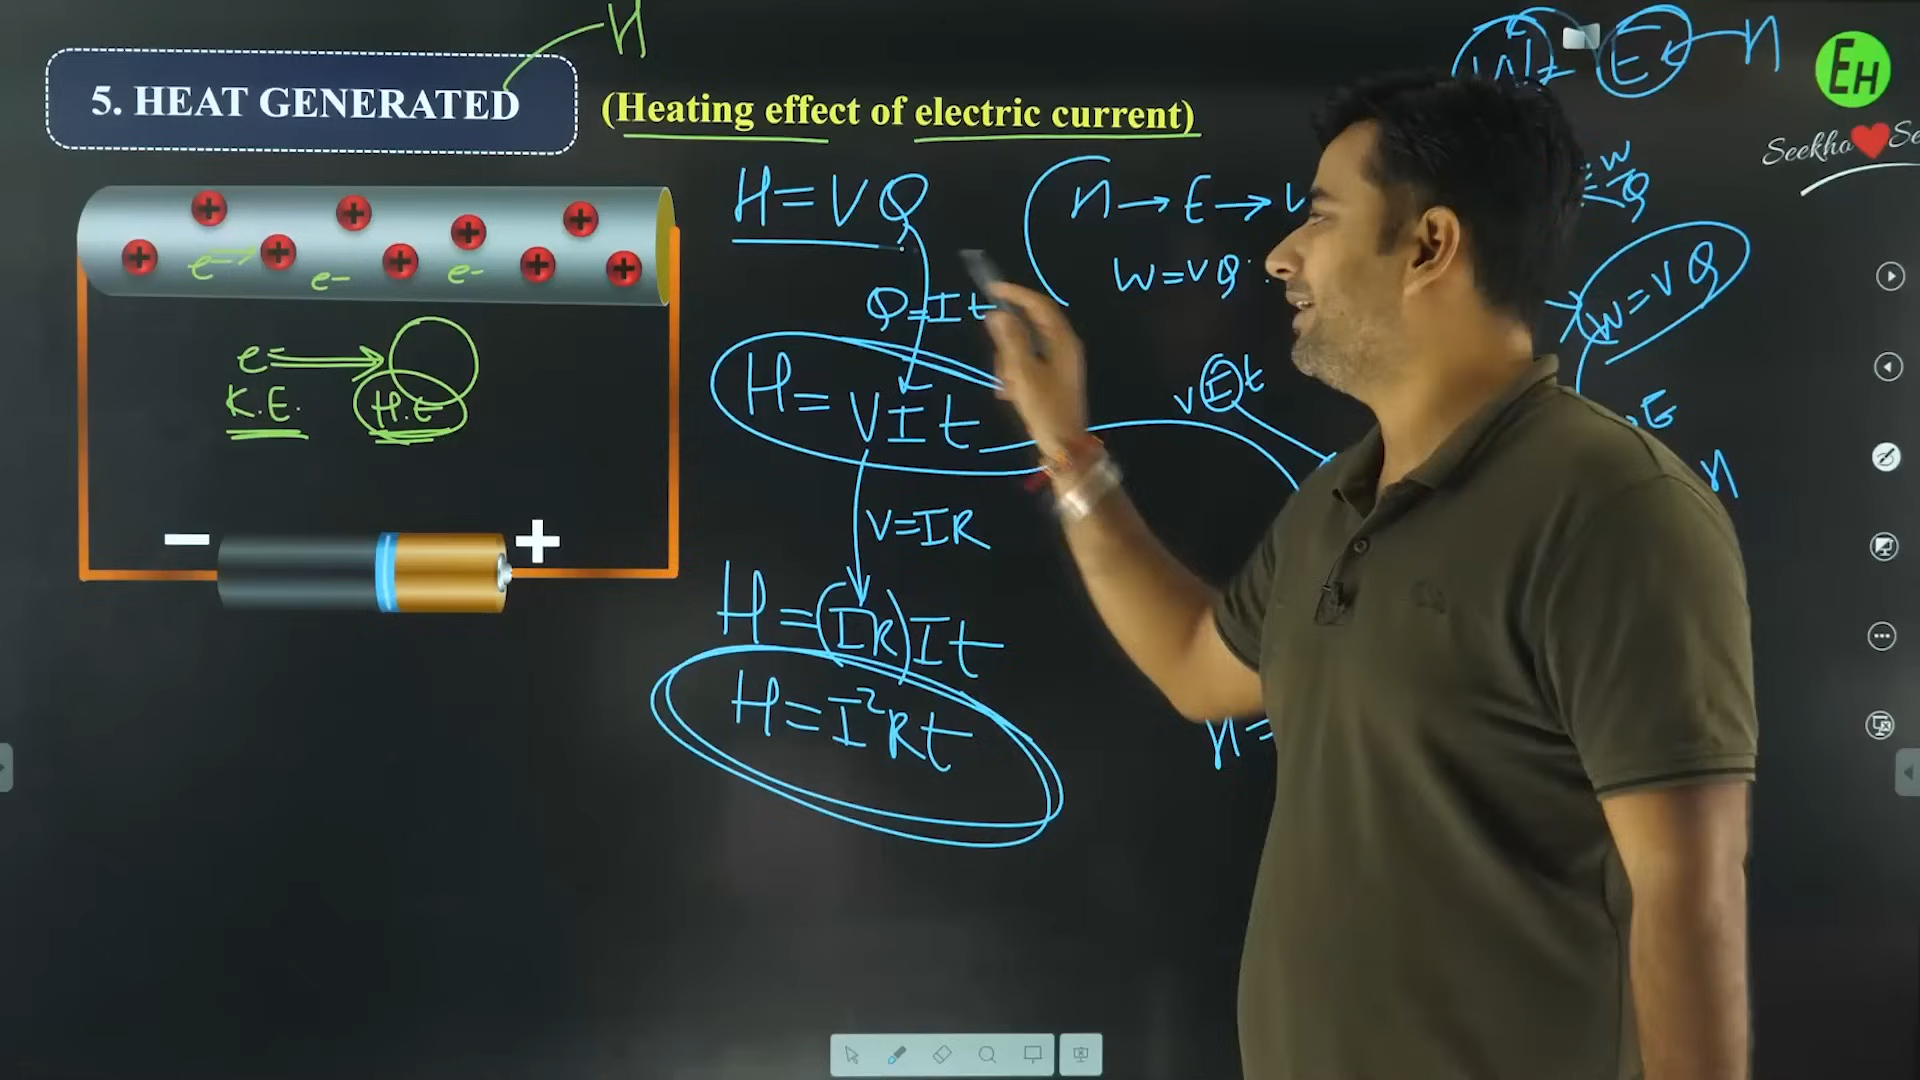 H
5. HEAT GENERATED
(Heating effect of electric current)
E
H
EH
Seekho
H = VQ
H → E →
W
Q
W = VQ
W = VQ
e-
e-
e-
Q = It
e
K.E.
H.E
H = VIt
VIt
E
H
V = IR
−
+
H = (IR) It
H = I²Rt
H =